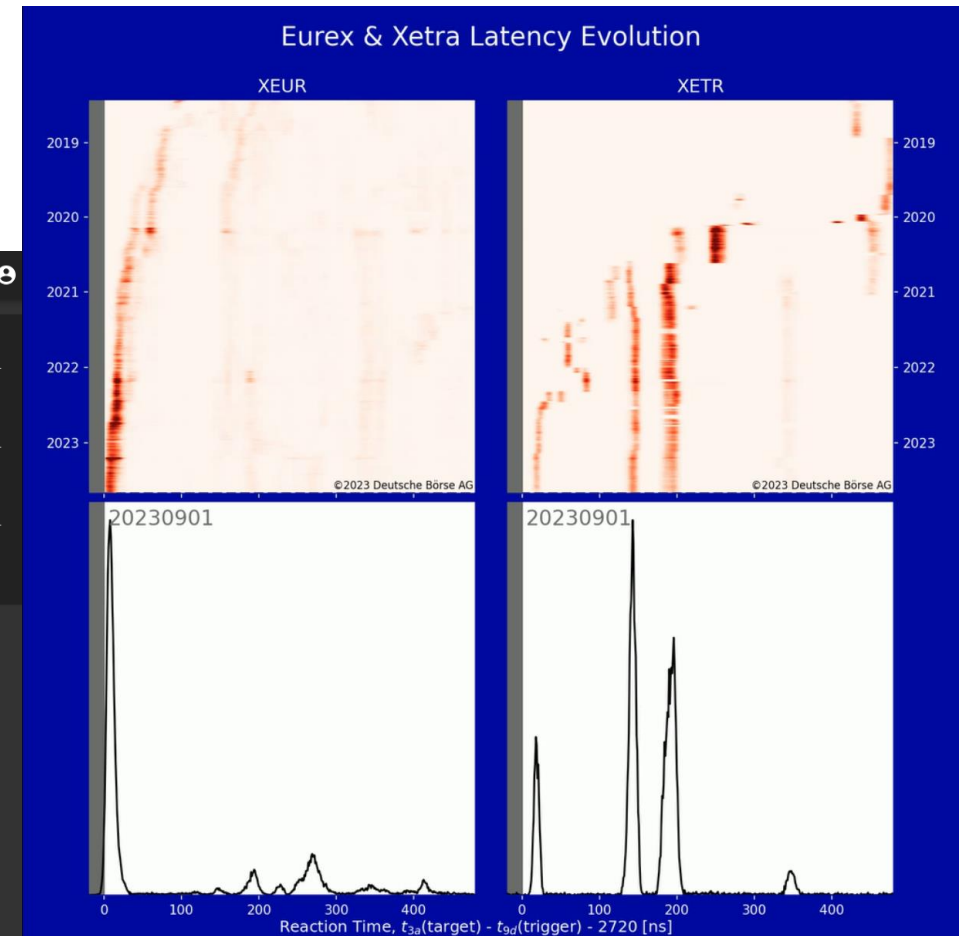 Eurex & Xetra Latency Evolution
XEUR
XETR
2019
2020
2021
2022
2023
2019
2020
2021
2022
2023
©2023 Deutsche Börse AG
©2023 Deutsche Börse AG
20230901
20230901
0 100 200 300 400
0 100 200 300 400
Reaction Time, t3a(target) - t9d(trigger) - 2720 [ns]